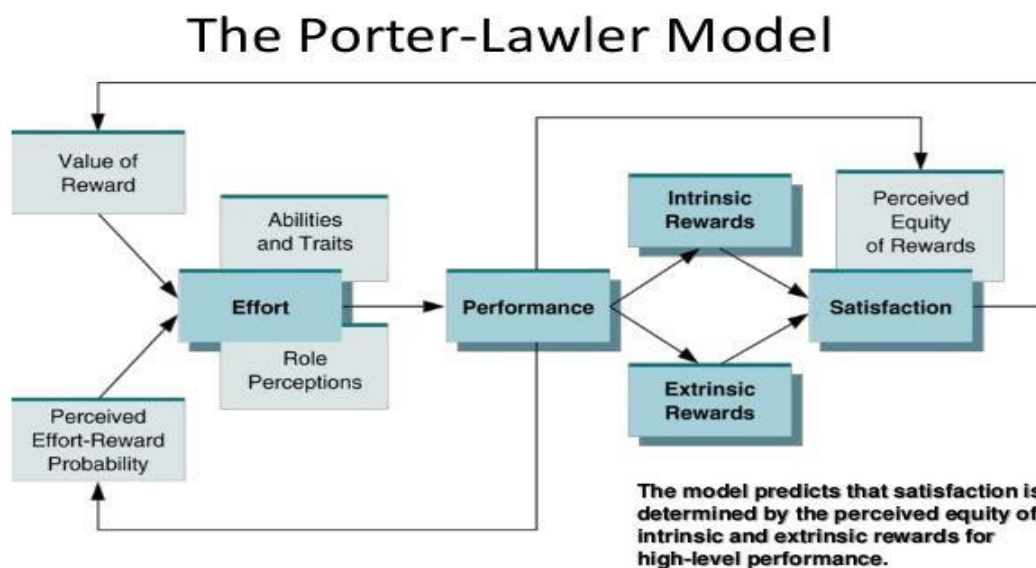 The Porter-Lawler Model
Value of
Reward
Abilities
and Traits
Intrinsic
Rewards
Perceived
Equity
of Rewards
Effort
Performance
Satisfaction
Role
Perceptions
Extrinsic
Rewards
Perceived
Effort-Reward
Probability
The model predicts that satisfaction is
determined by the perceived equity of
intrinsic and extrinsic rewards for
high-level performance.